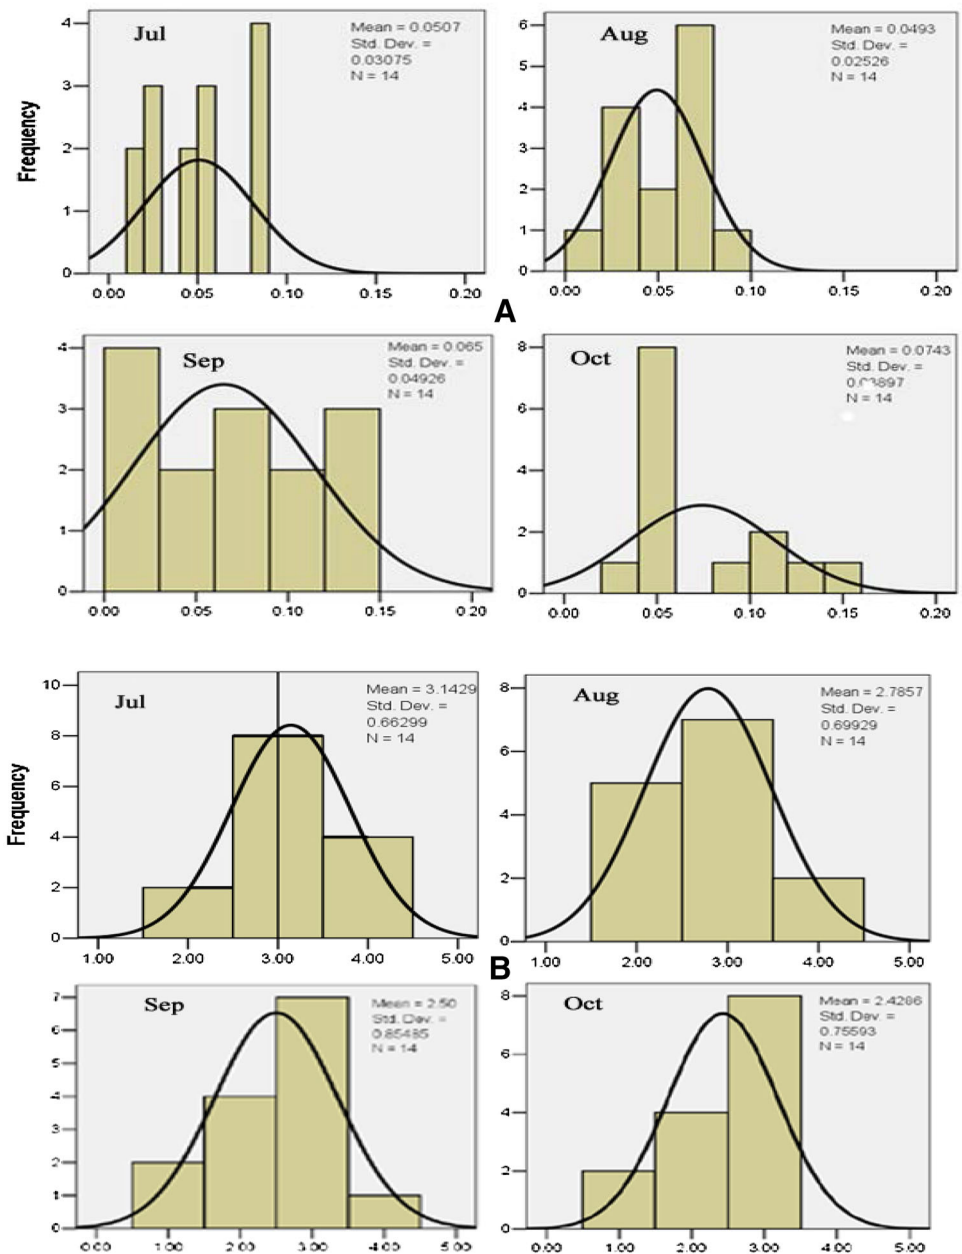 Jul
Mean = 0.0507
Std. Dev. =
0.03075
N = 14
Frequency
4
3
2
1
0
0.00 0.05 0.10 0.15 0.20
Aug
Mean = 0.0493
Std. Dev. =
0.02526
N = 14
6
5
4
3
2
1
0
0.00 0.05 0.10 0.15 0.20
A
Sep
Mean = 0.065
Std. Dev. =
0.04926
N = 14
4
3
2
1
0
0.00 0.05 0.10 0.15 0.20
Oct
Mean = 0.0743
Std. Dev. =
N = 14
8
6
4
2
0
0.00 0.05 0.10 0.15 0.20
Jul
Mean = 3.1429
Std. Dev. =
0.66299
N = 14
Frequency
10
8
6
4
2
0
1.00 2.00 3.00 4.00 5.00
Aug
Mean = 2.7857
Std. Dev. =
0.69929
N = 14
8
6
4
2
0
1.00 2.00 3.00 4.00 5.00
B
Sep
Mean = 2.50
Std. Dev. =
0.85485
N = 14
7
6
5
4
3
2
1
0
0.00 1.00 2.00 3.00 4.00 5.00
Oct
Mean = 2.4286
Std. Dev. =
0.75593
N = 14
8
6
4
2
0
0.00 1.00 2.00 3.00 4.00 5.00